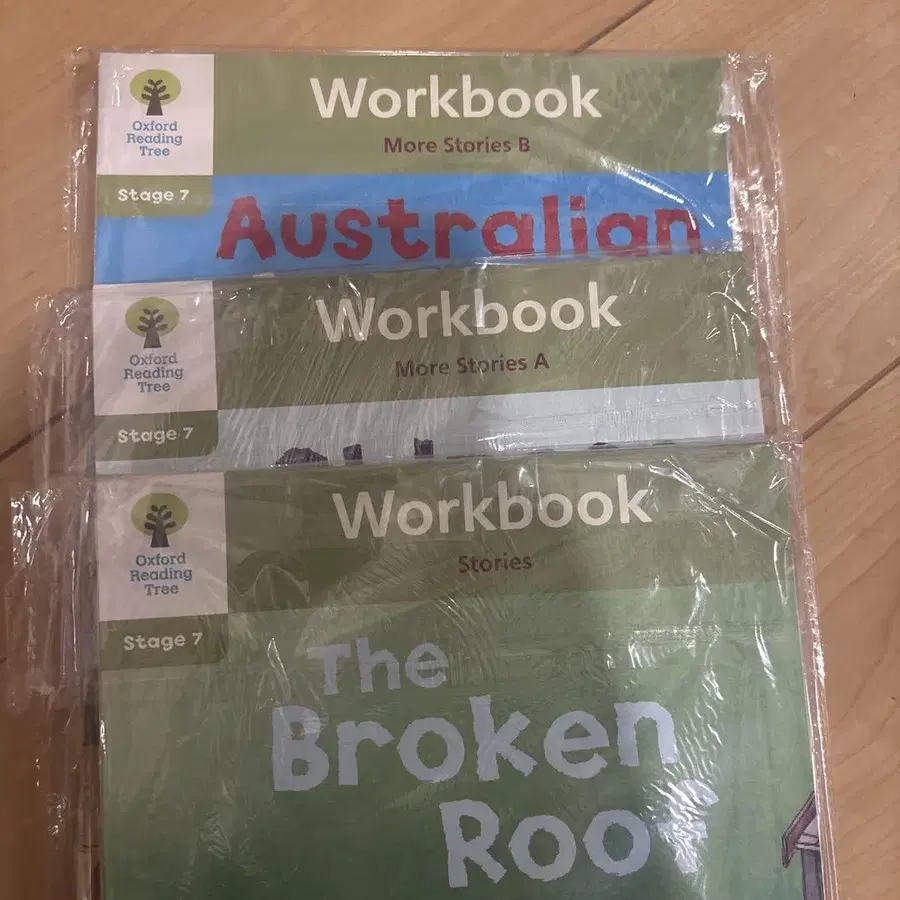 Oxford
Reading
Tree
Workbook
More Stories B
Stage 7
Australian
Oxford
Reading
Tree
Workbook
More Stories A
Stage 7
Oxford
Reading
Tree
Workbook
Stories
Stage 7
The
Broken
Roof